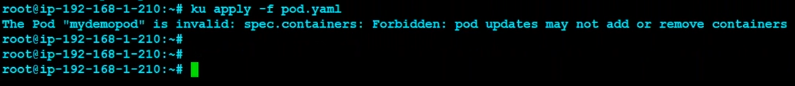 root@ip-192-168-1-210:~# ku apply -f pod.yaml
The Pod "mydemopod" is invalid: spec.containers: Forbidden: pod updates may not add or remove containers
root@ip-192-168-1-210:~#
root@ip-192-168-1-210:~#
root@ip-192-168-1-210:~#